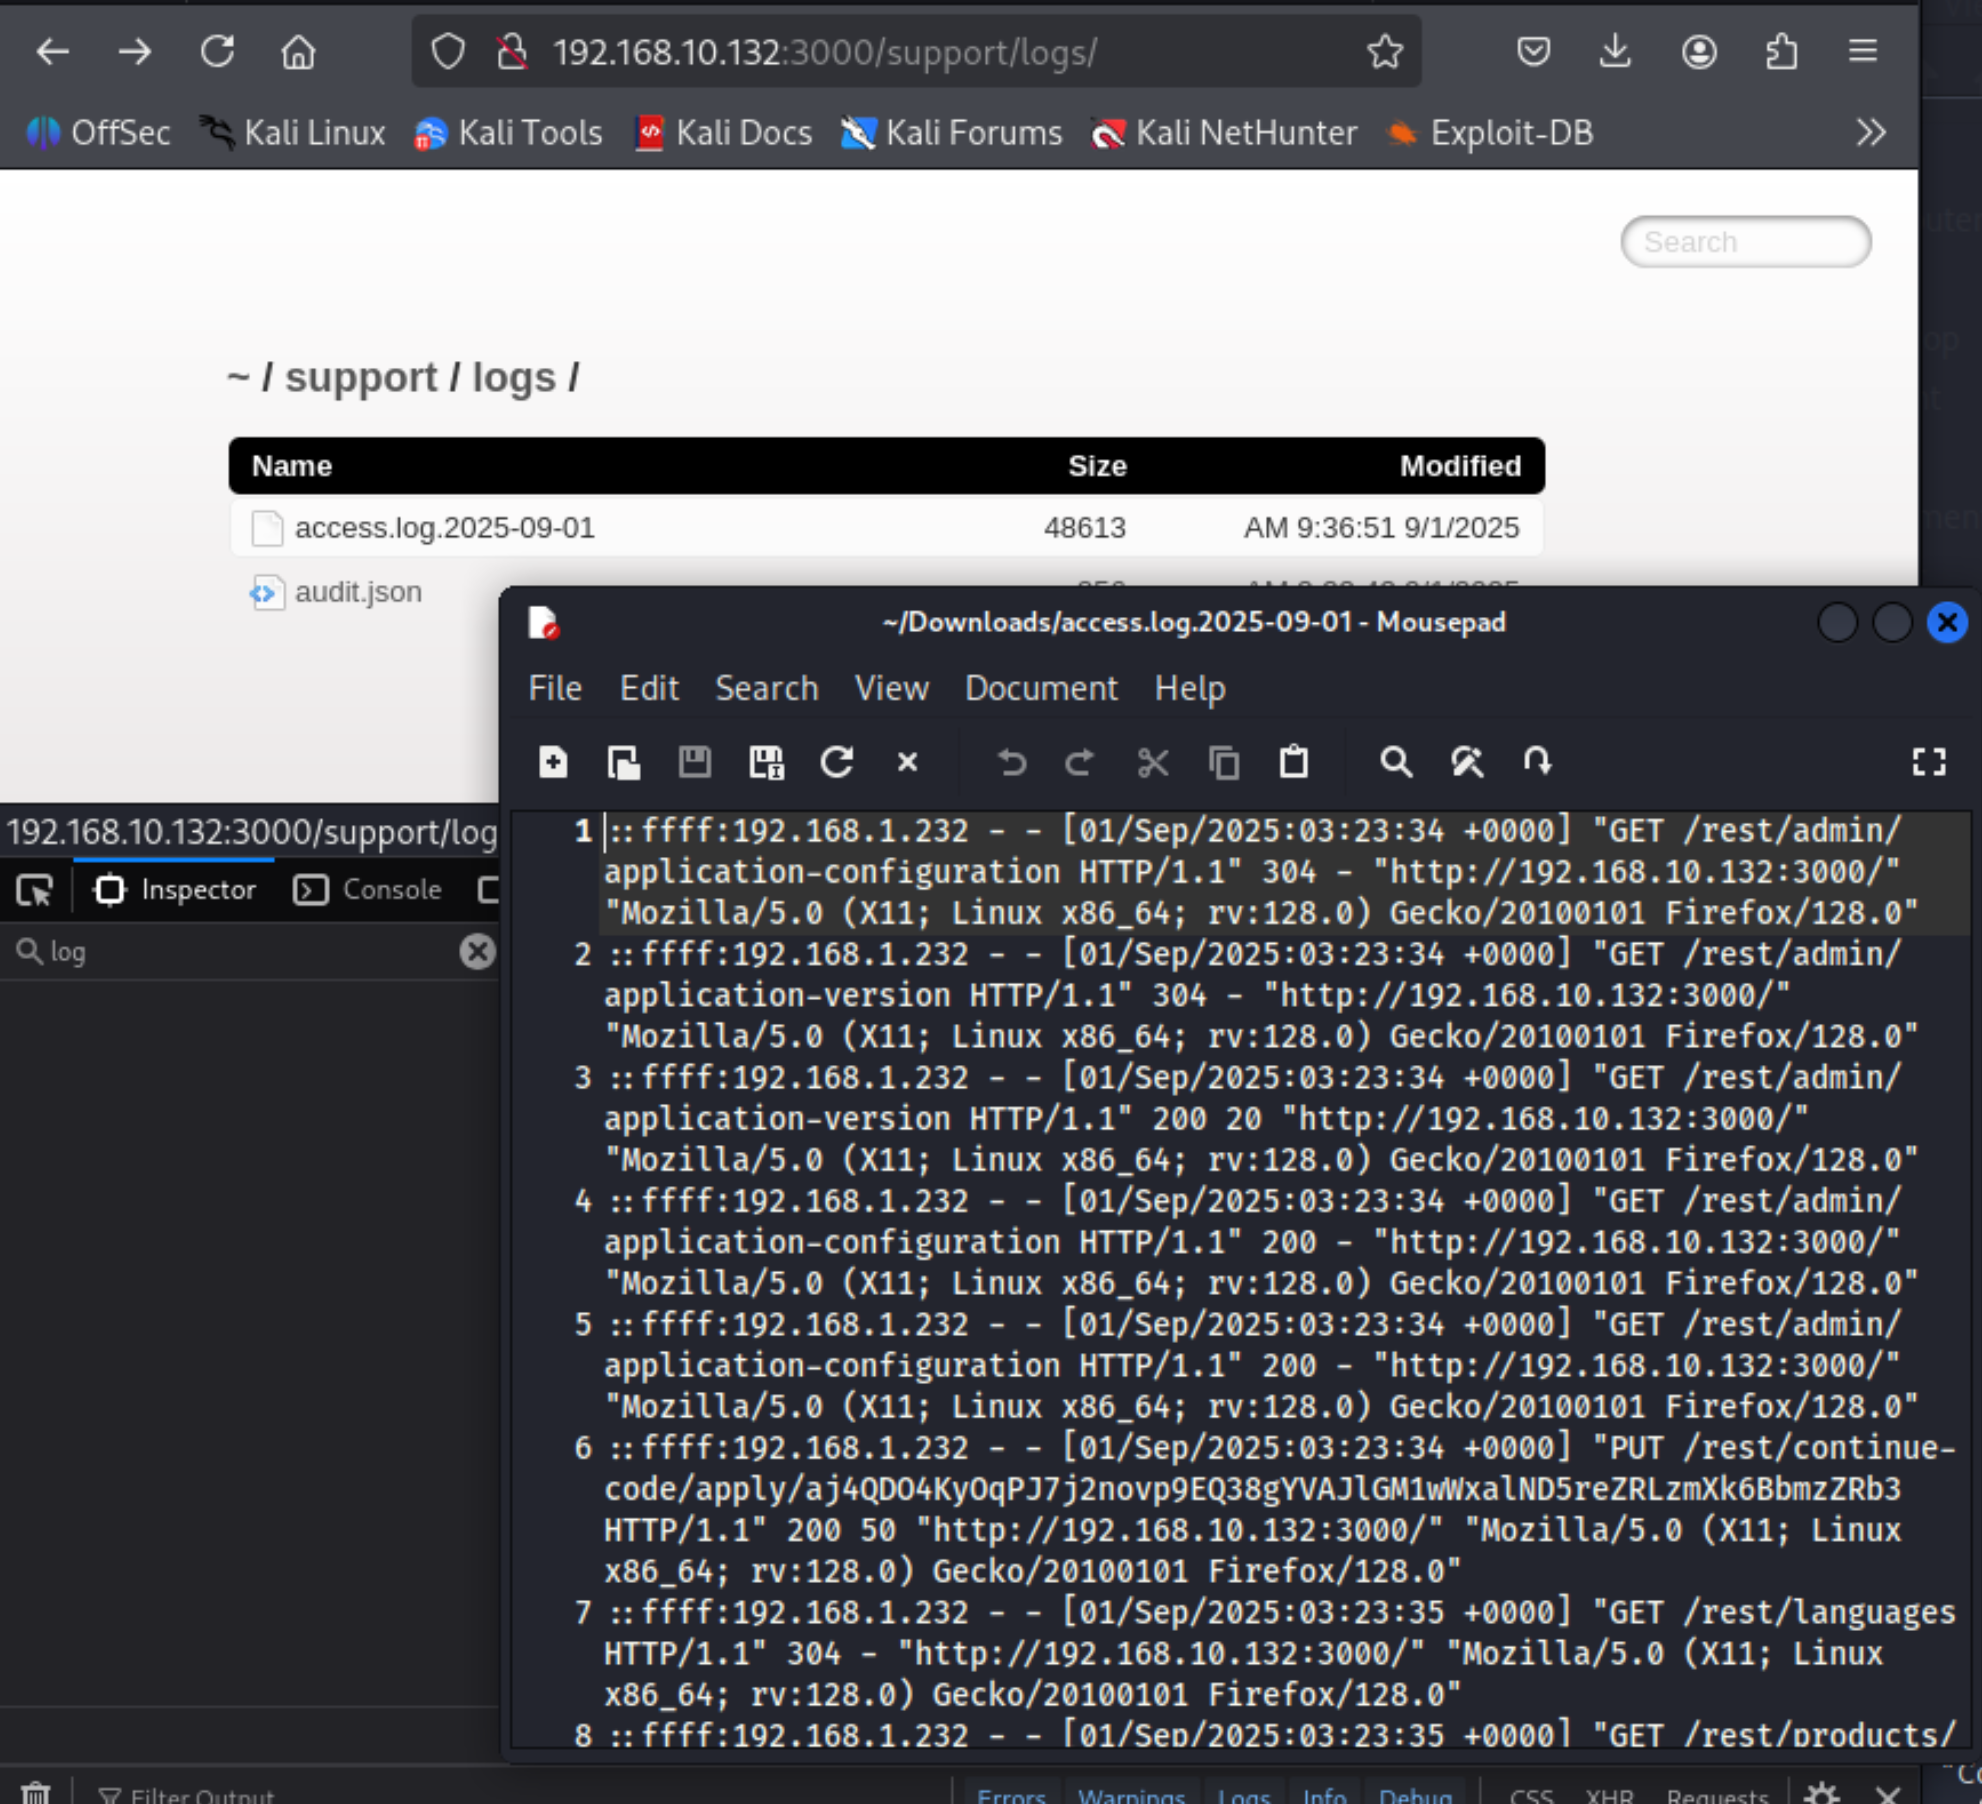 192.168.10.132:3000/support/logs/
OffSec Kali Linux Kali Tools Kali Docs Kali Forums Kali NetHunter Exploit-DB
Search
~ / support / logs /
Name Size Modified
access.log.2025-09-01 48613 AM 9:36:51 9/1/2025
audit.json
~/Downloads/access.log.2025-09-01 - Mousepad
File Edit Search View Document Help
192.168.10.132:3000/support/log
Inspector Console
log
1 ::ffff:192.168.1.232 - - [01/Sep/2025:03:23:34 +0000] "GET /rest/admin/
application-configuration HTTP/1.1" 304 - "http://192.168.10.132:3000/"
"Mozilla/5.0 (X11; Linux x86_64; rv:128.0) Gecko/20100101 Firefox/128.0"
2 ::ffff:192.168.1.232 - - [01/Sep/2025:03:23:34 +0000] "GET /rest/admin/
application-version HTTP/1.1" 304 - "http://192.168.10.132:3000/"
"Mozilla/5.0 (X11; Linux x86_64; rv:128.0) Gecko/20100101 Firefox/128.0"
3 ::ffff:192.168.1.232 - - [01/Sep/2025:03:23:34 +0000] "GET /rest/admin/
application-version HTTP/1.1" 200 20 "http://192.168.10.132:3000/"
"Mozilla/5.0 (X11; Linux x86_64; rv:128.0) Gecko/20100101 Firefox/128.0"
4 ::ffff:192.168.1.232 - - [01/Sep/2025:03:23:34 +0000] "GET /rest/admin/
application-configuration HTTP/1.1" 200 - "http://192.168.10.132:3000/"
"Mozilla/5.0 (X11; Linux x86_64; rv:128.0) Gecko/20100101 Firefox/128.0"
5 ::ffff:192.168.1.232 - - [01/Sep/2025:03:23:34 +0000] "GET /rest/admin/
application-configuration HTTP/1.1" 200 - "http://192.168.10.132:3000/"
"Mozilla/5.0 (X11; Linux x86_64; rv:128.0) Gecko/20100101 Firefox/128.0"
6 ::ffff:192.168.1.232 - - [01/Sep/2025:03:23:34 +0000] "PUT /rest/continue-
code/apply/aj4QDO4KyOqPJ7j2novp9EQ38gYVAJlGM1wWxalND5reZRLzmXk6BbmzZRb3
HTTP/1.1" 200 50 "http://192.168.10.132:3000/" "Mozilla/5.0 (X11; Linux
x86_64; rv:128.0) Gecko/20100101 Firefox/128.0"
7 ::ffff:192.168.1.232 - - [01/Sep/2025:03:23:35 +0000] "GET /rest/languages
HTTP/1.1" 304 - "http://192.168.10.132:3000/" "Mozilla/5.0 (X11; Linux
x86_64; rv:128.0) Gecko/20100101 Firefox/128.0"
8 ::ffff:192.168.1.232 - - [01/Sep/2025:03:23:35 +0000] "GET /rest/products/
Filter Output Errors Warnings Logs Info Debug CSS XHR Requests